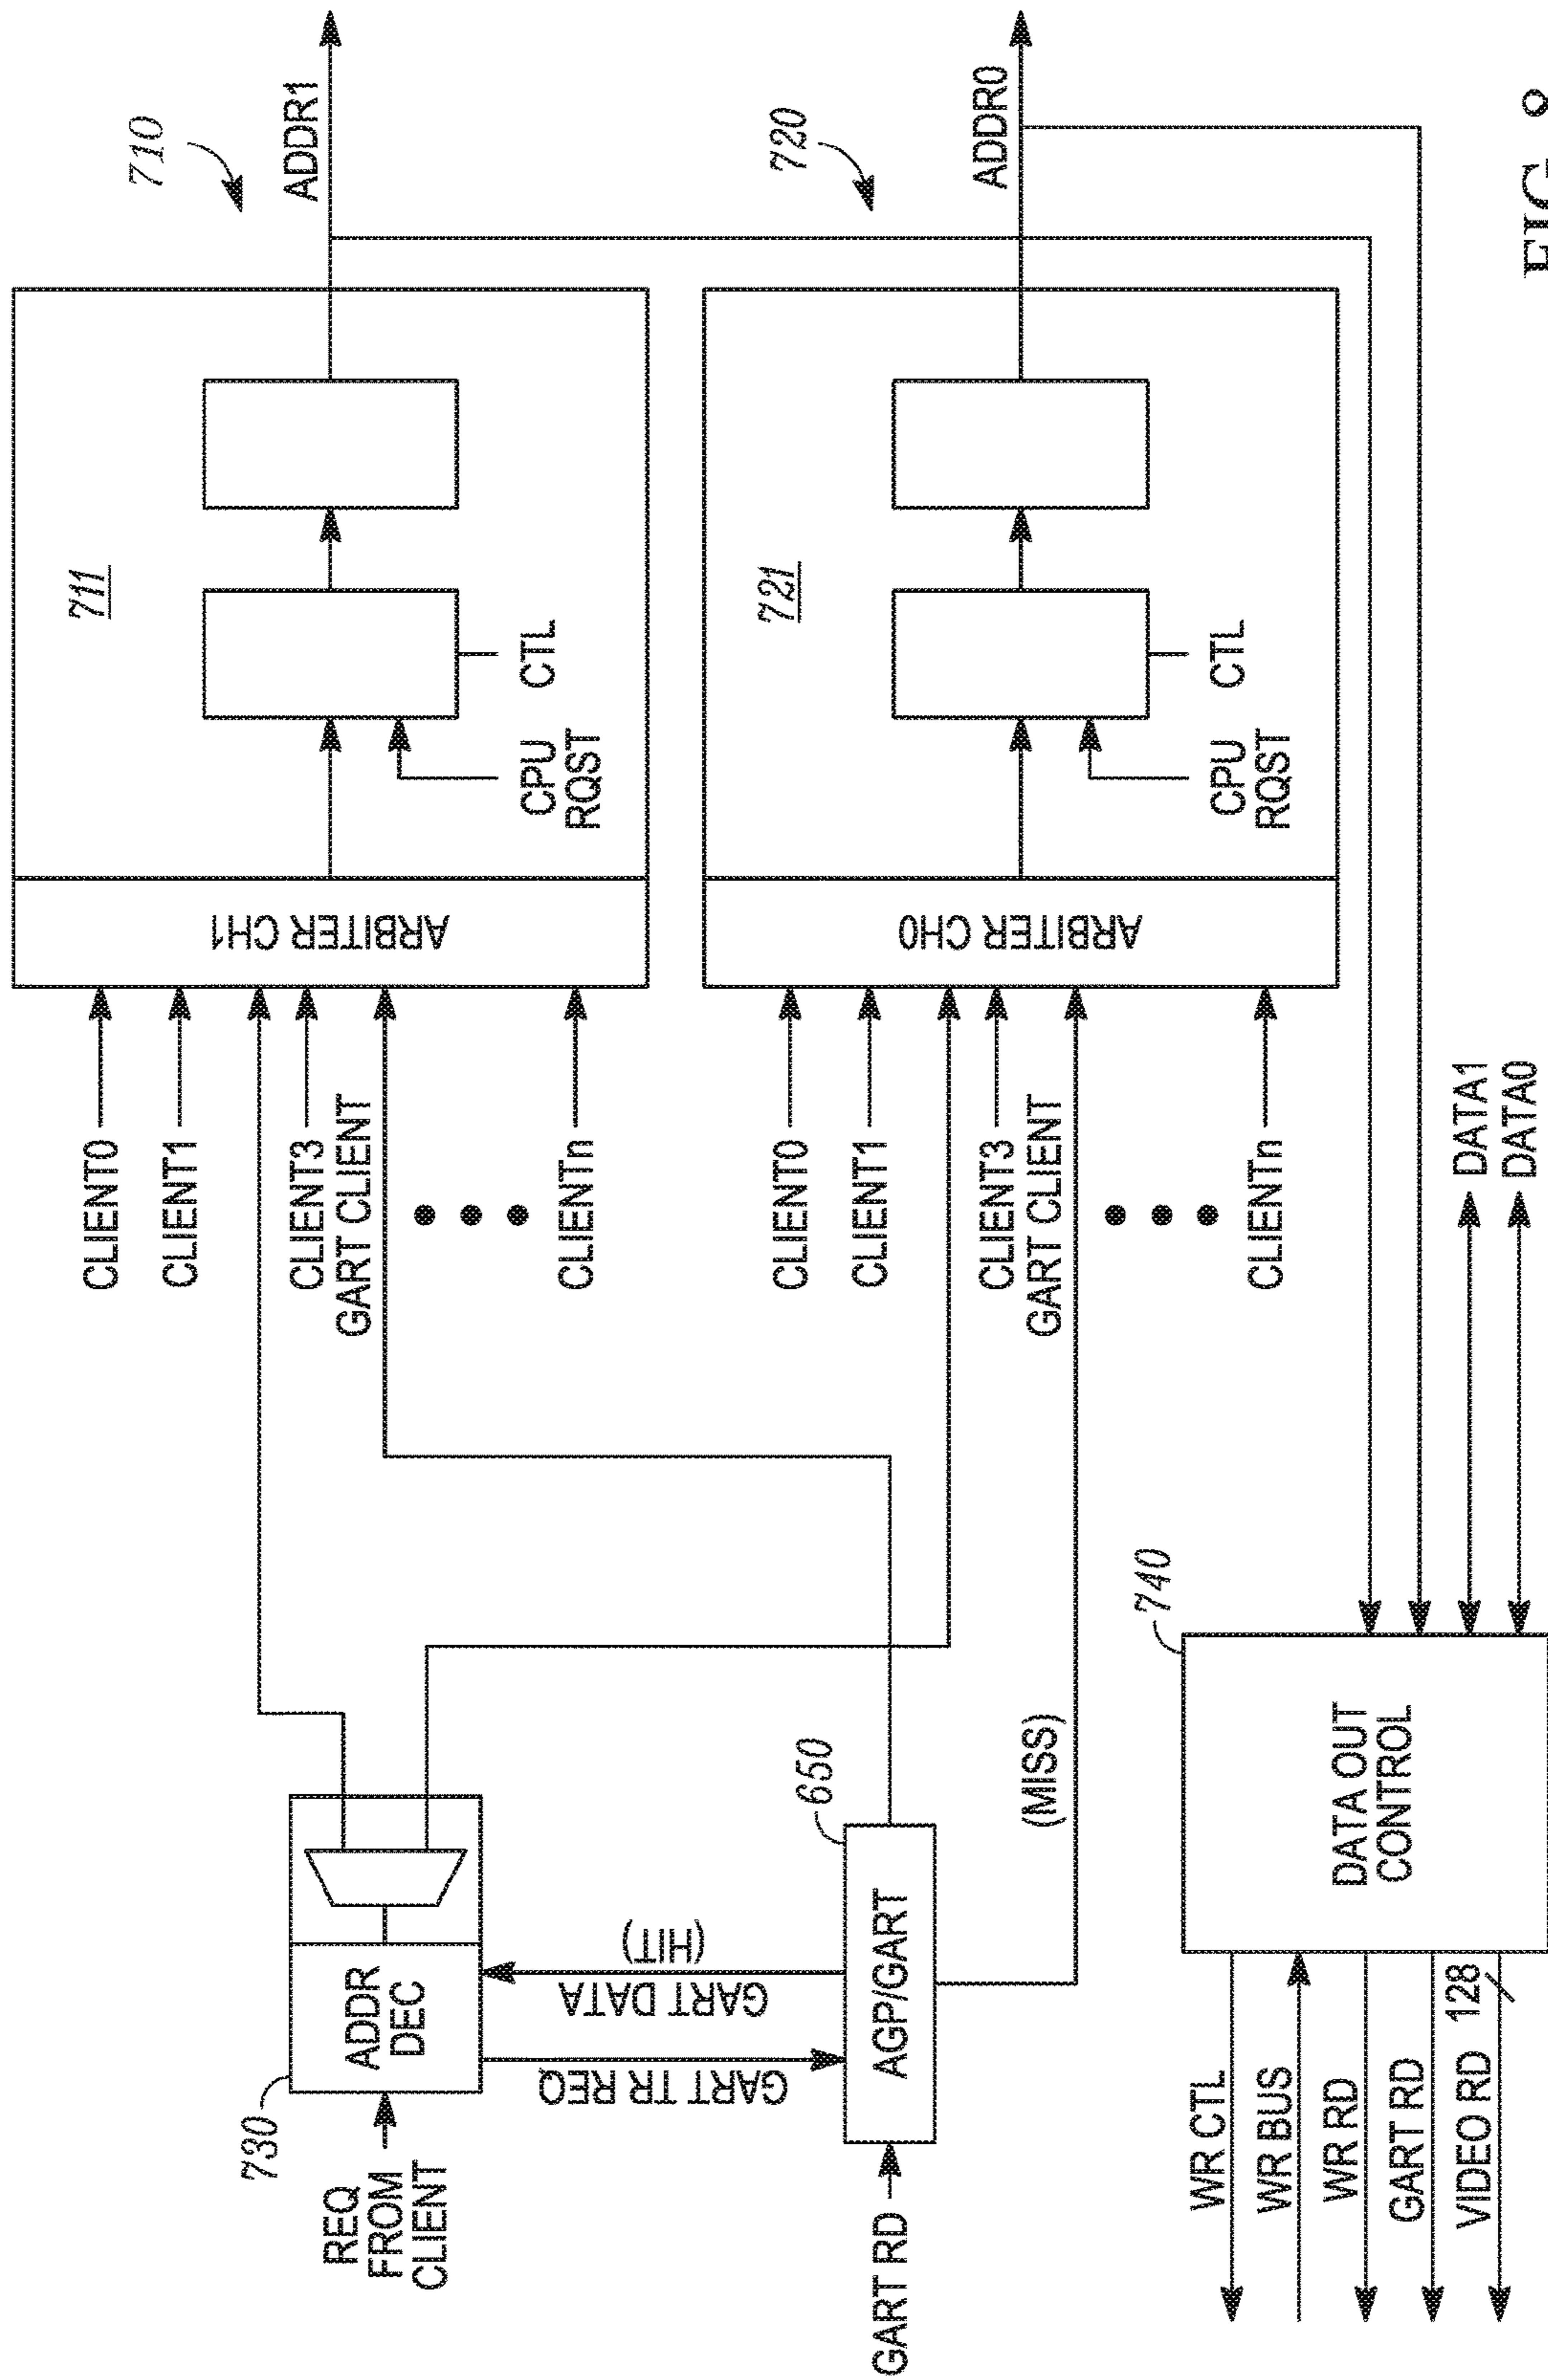 710
ADDR1
711
CTL
CPU
RQST
ARBITER CH1
CLIENT0
CLIENT1
CLIENT3
GART CLIENT
CLIENTn
720
ADDR0
721
CTL
CPU
RQST
ARBITER CH0
CLIENT0
CLIENT1
CLIENT3
GART CLIENT
CLIENTn
730
REQ
FROM
CLIENT
ADDR
DEC
GART TR REQ
GART DATA
(HIT)
650
AGP/GART
GART RD
(MISS)
740
DATA OUT
CONTROL
DATA1
DATA0
WR CTL
WR BUS
WR RD
GART RD
VIDEO RD
128
FIG. 8